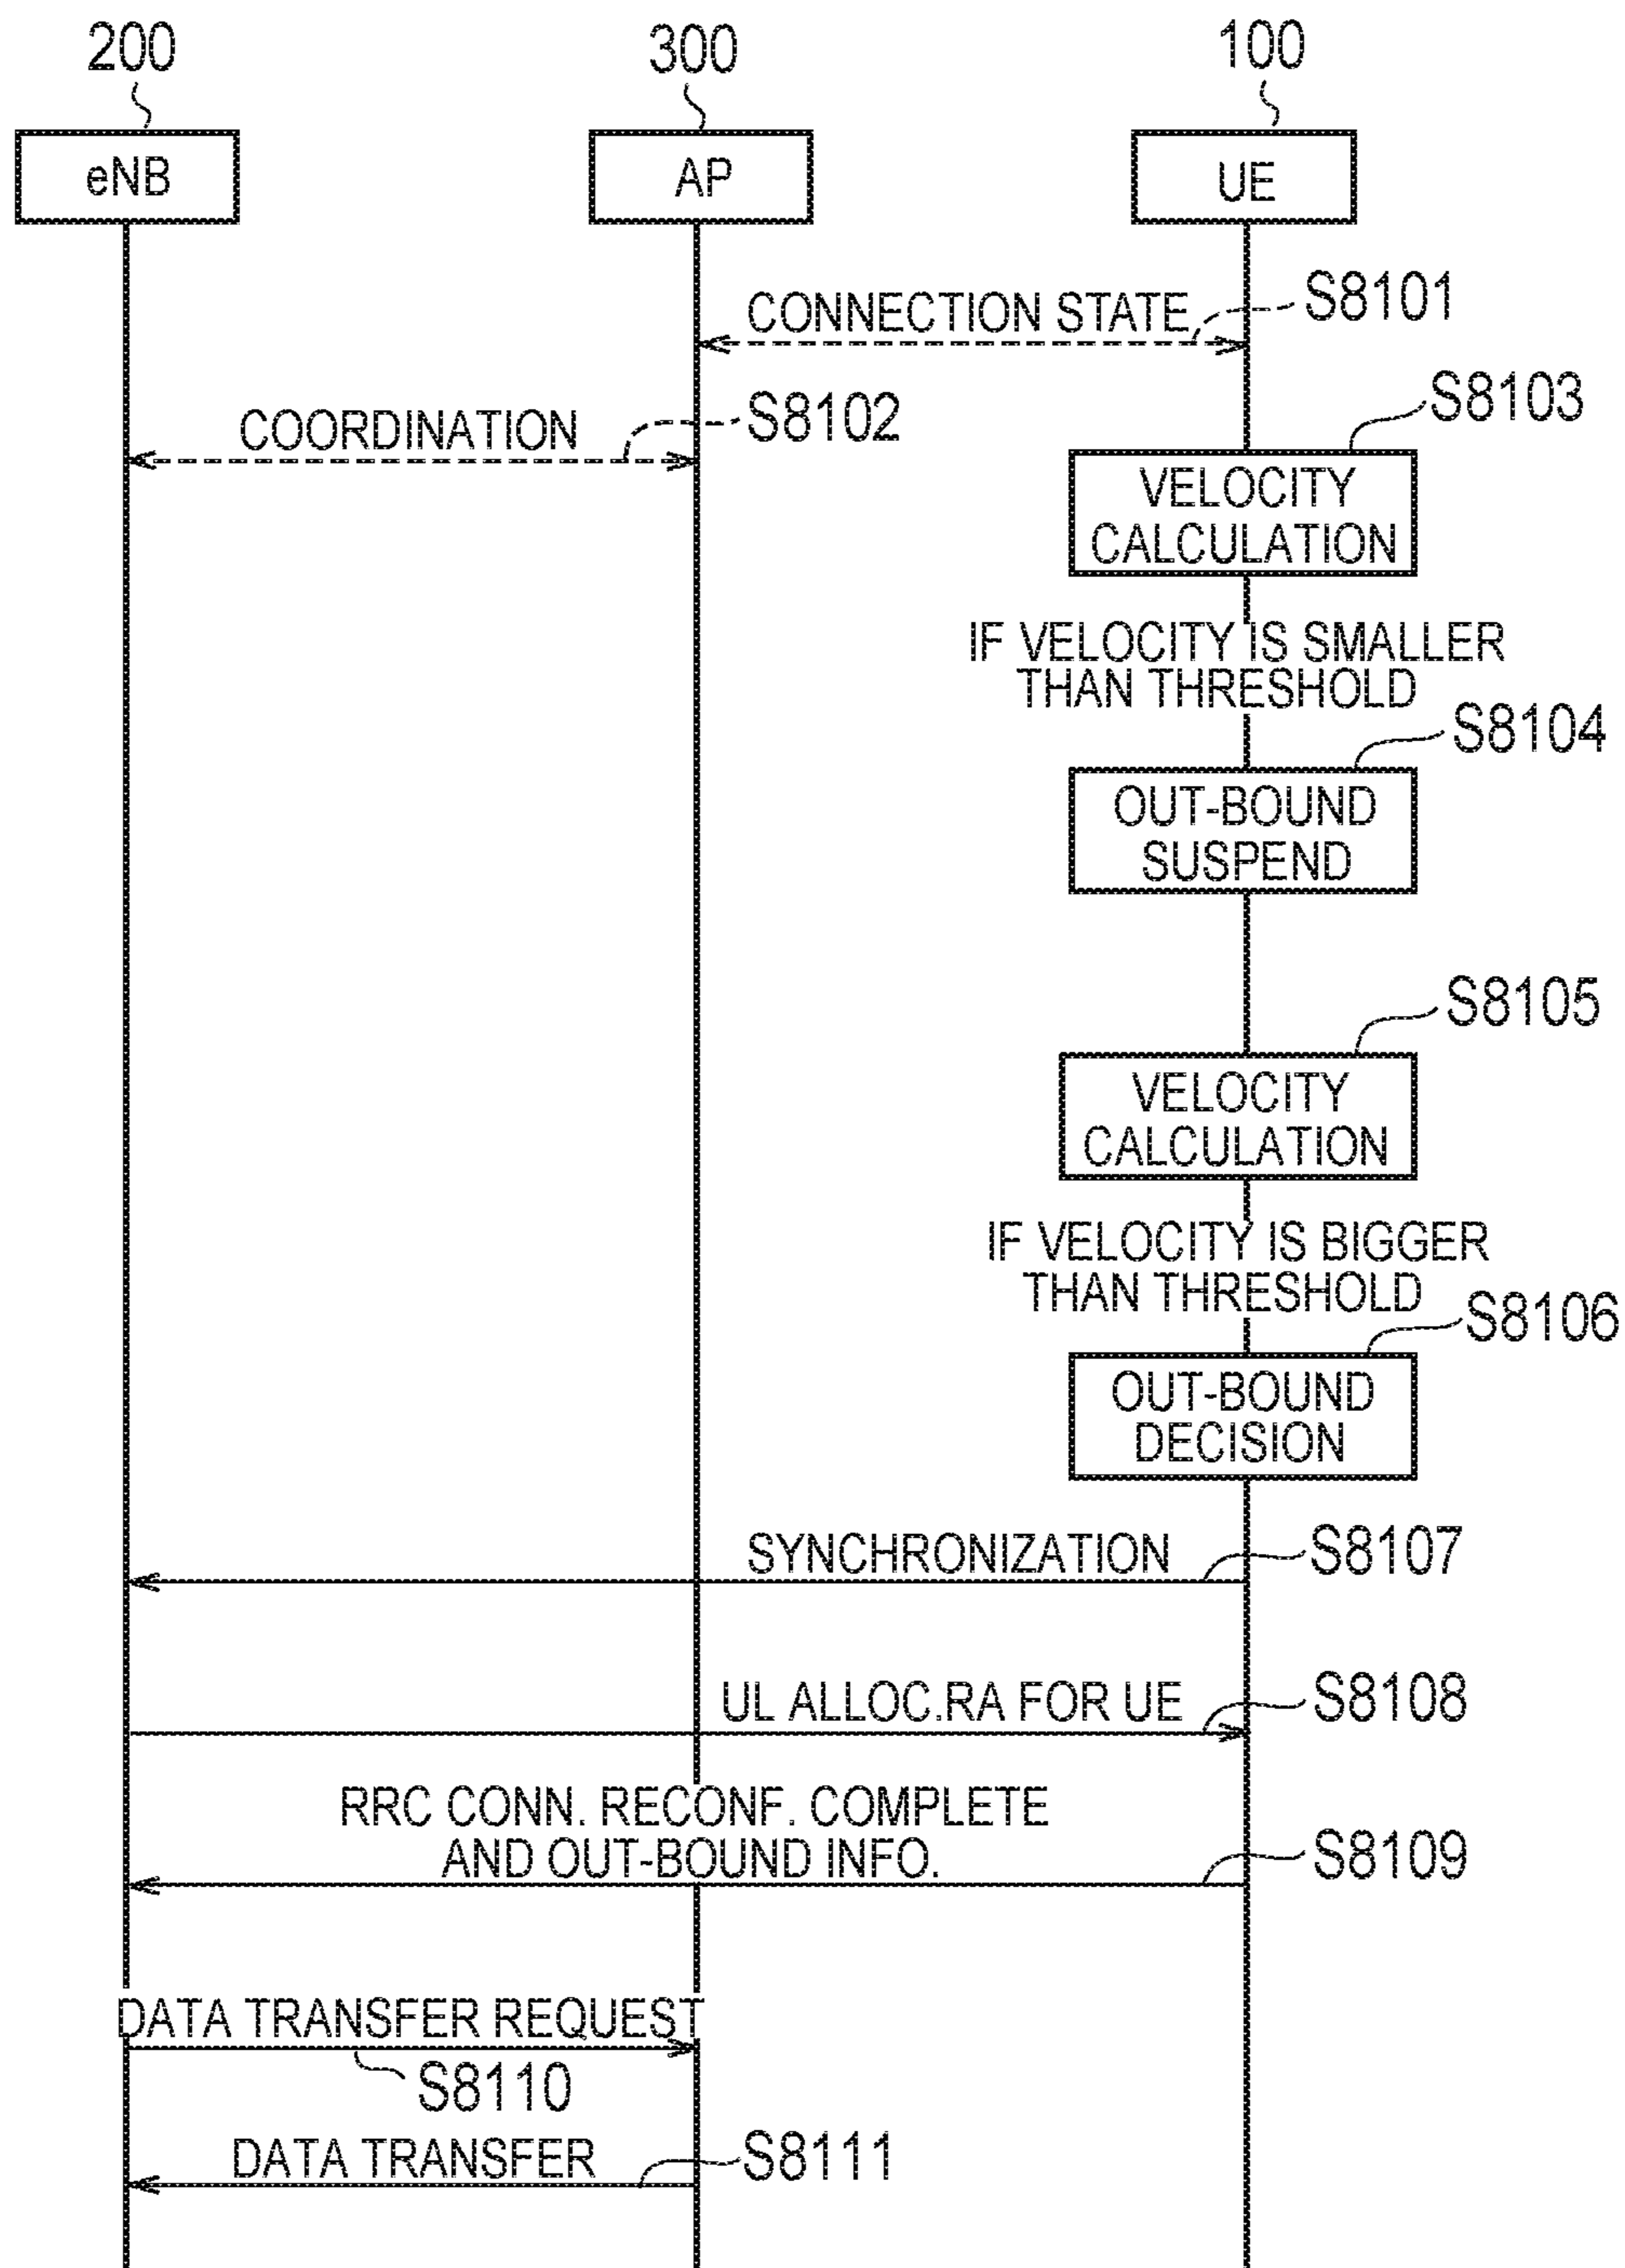 200
300
100
eNB
AP
UE
CONNECTION STATE
S8101
COORDINATION
S8102
S8103
VELOCITY
CALCULATION
IF VELOCITY IS SMALLER
THAN THRESHOLD
S8104
OUT-BOUND
SUSPEND
S8105
VELOCITY
CALCULATION
IF VELOCITY IS BIGGER
THAN THRESHOLD
S8106
OUT-BOUND
DECISION
SYNCHRONIZATION
S8107
UL ALLOC.RA FOR UE
S8108
RRC CONN. RECONF. COMPLETE
AND OUT-BOUND INFO.
S8109
DATA TRANSFER REQUEST
S8110
DATA TRANSFER
S8111